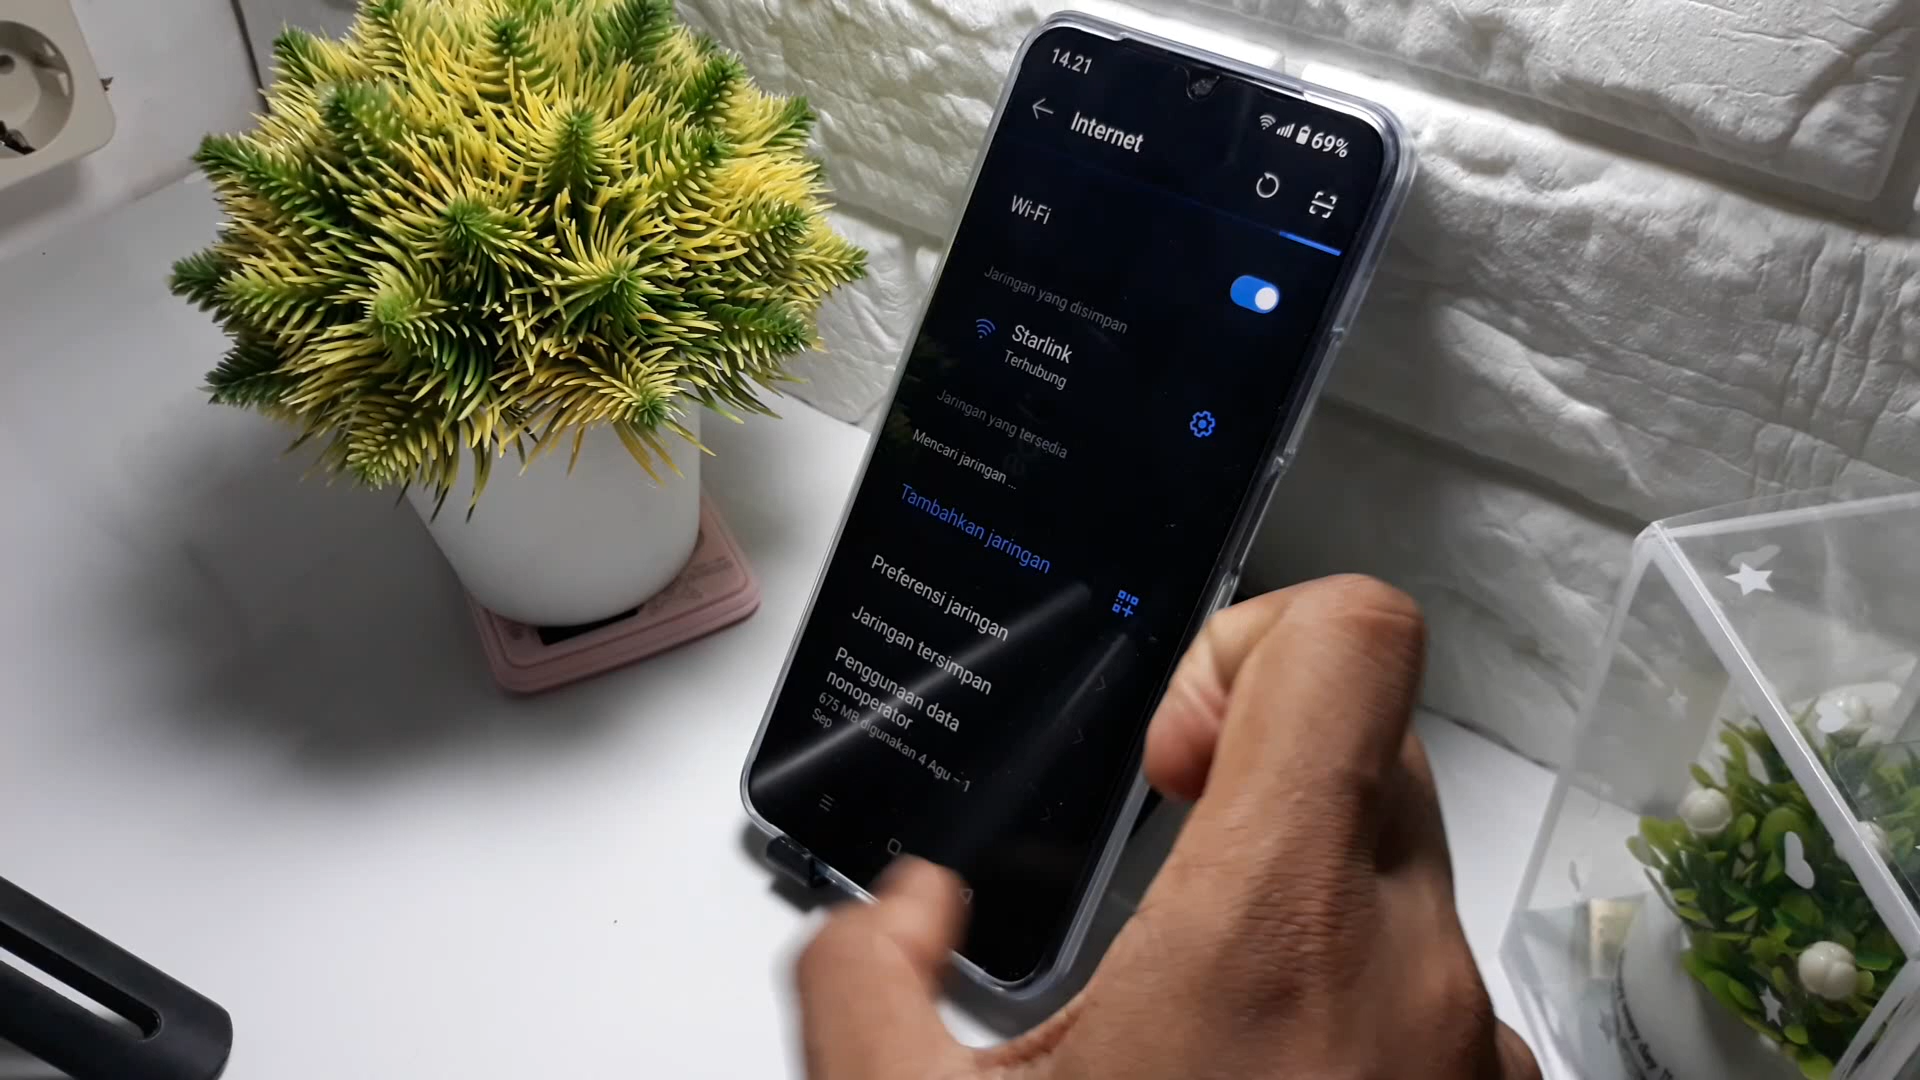 14.21
69%
Internet
Wi-Fi
Jaringan yang disimpan
Starlink
Terhubung
Jaringan yang tersedia
Mencari jaringan ...
Tambahkan jaringan
Preferensi jaringan
Jaringan tersimpan
Penggunaan data
nonoperator
675 MB digunakan 4 Agu – 1
Sep